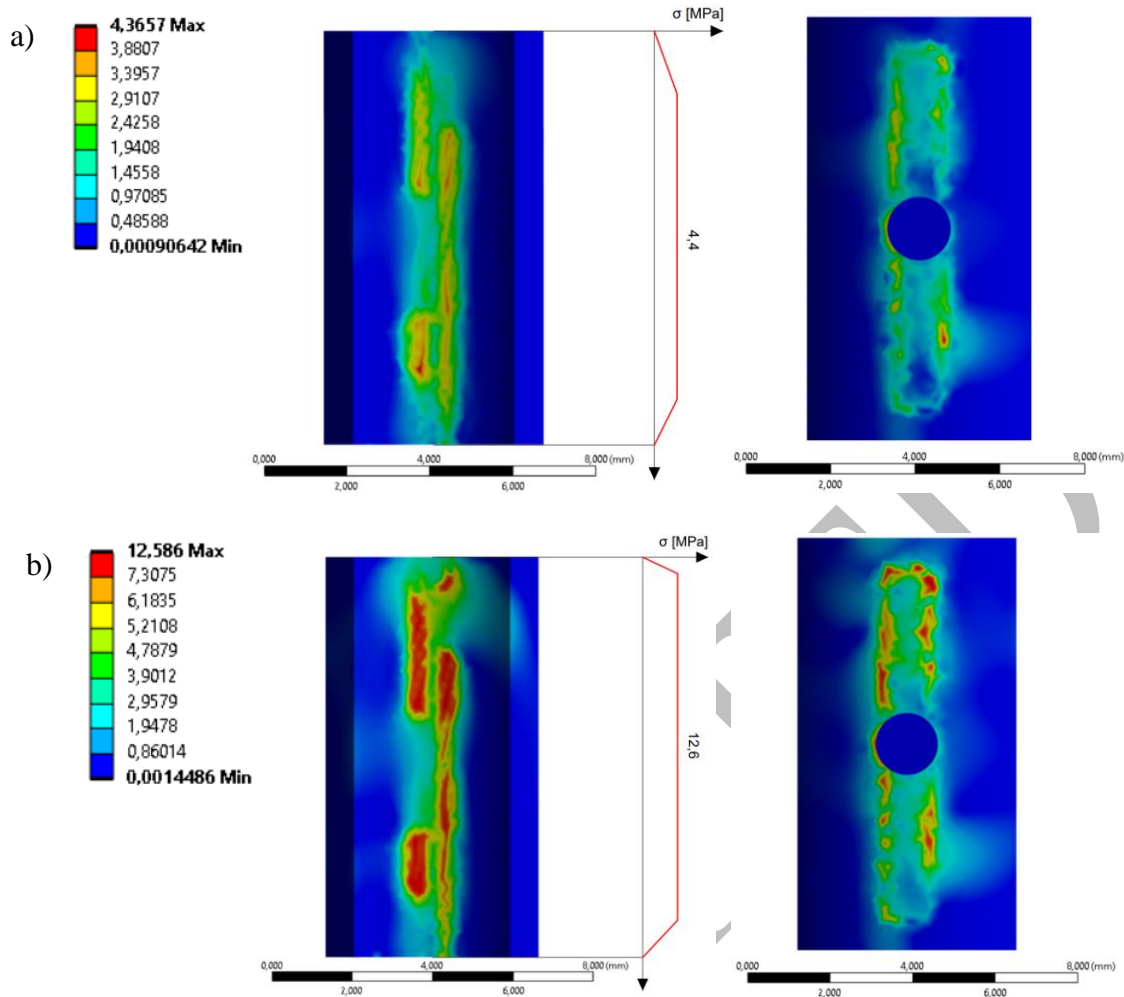 a)
4,3657 Max
3,8807
3,3957
2,9107
2,4258
1,9408
1,4558
0,97085
0,48588
0,00090642 Min
σ [MPa]
4,4
0,000 4,000 8,000 (mm)
2,000 6,000
0,000 4,000 8,000 (mm)
2,000 6,000
b)
12,586 Max
7,3075
6,1835
5,2108
4,7879
3,9012
2,9579
1,9478
0,86014
0,0014486 Min
σ [MPa]
12,6
0,000 4,000 8,000 (mm)
2,000 6,000
0,000 4,000 8,000 (mm)
2,000 6,000